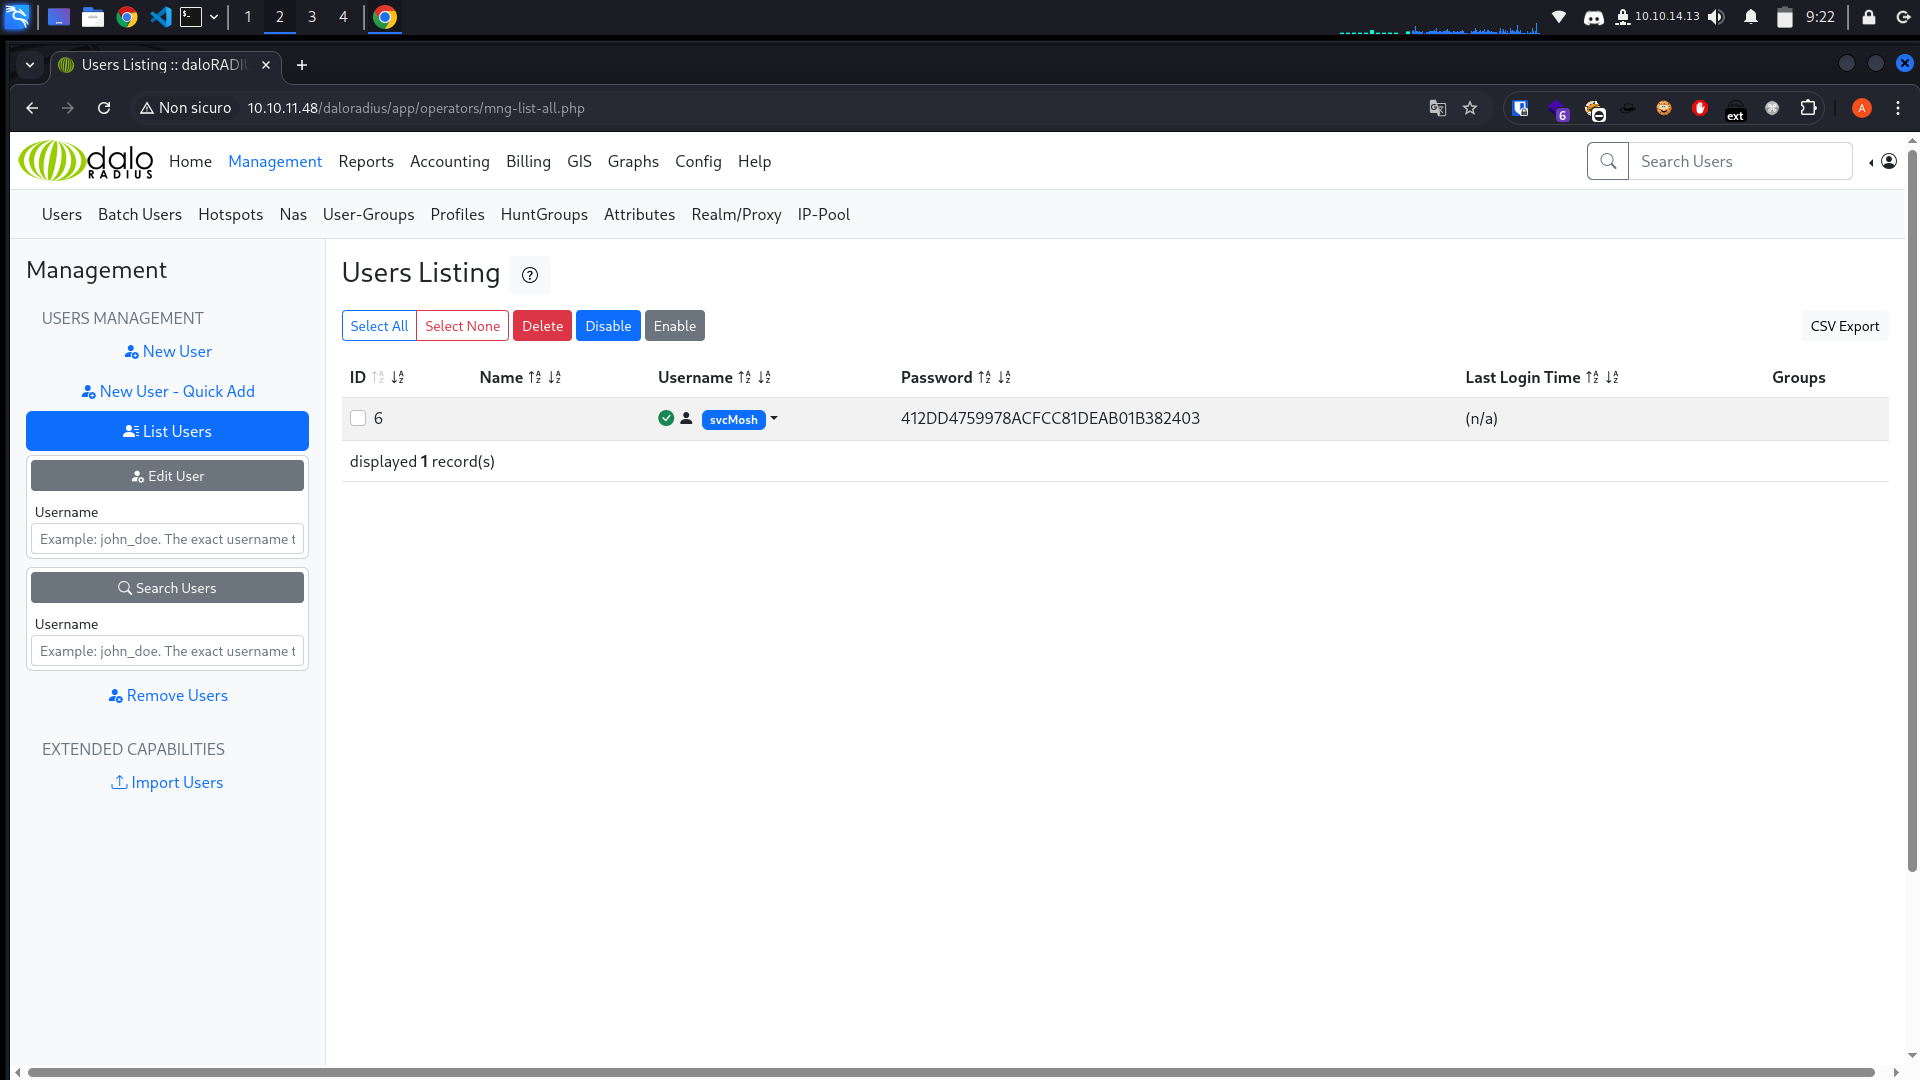 1 2 3 4 10.10.14.13 9:22
Users Listing :: daloRADIU
Non sicuro 10.10.11.48/daloradius/app/operators/mng-list-all.php 6 ext A
dalo RADIUS Home Management Reports Accounting Billing GIS Graphs Config Help Search Users
Users Batch Users Hotspots Nas User-Groups Profiles HuntGroups Attributes Realm/Proxy IP-Pool
Management
USERS MANAGEMENT
New User
New User - Quick Add
List Users
Edit User
Username
Example: john_doe. The exact username t
Search Users
Username
Example: john_doe. The exact username t
Remove Users
EXTENDED CAPABILITIES
Import Users
Users Listing
Select All Select None Delete Disable Enable CSV Export
ID Name Username Password Last Login Time Groups
6 svcMosh 412DD4759978ACFCC81DEAB01B382403 (n/a)
displayed 1 record(s)